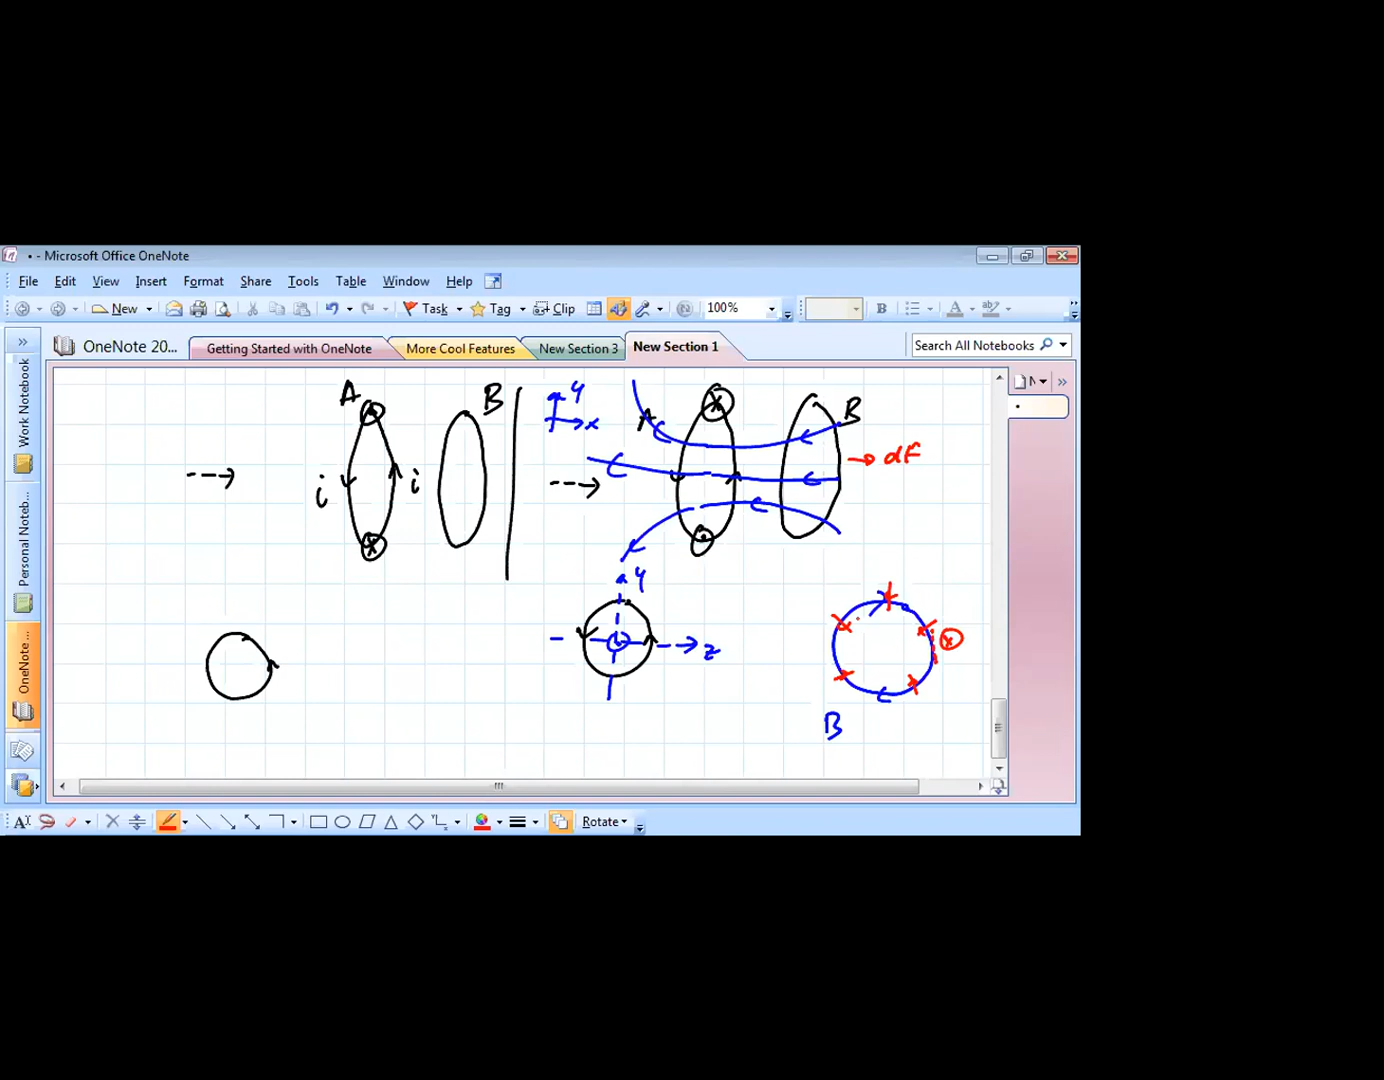 • - Microsoft Office OneNote
File Edit View Insert Format Share Tools Table Window Help
New Task Tag Clip 100% B A ab
OneNote 20... Getting Started with OneNote More Cool Features New Section 3 New Section 1 Search All Notebooks
Work Notebook
Personal Noteb...
OneNote ...
A B
i i
y
x
A B
→ dF
y
z
B
A Rotate